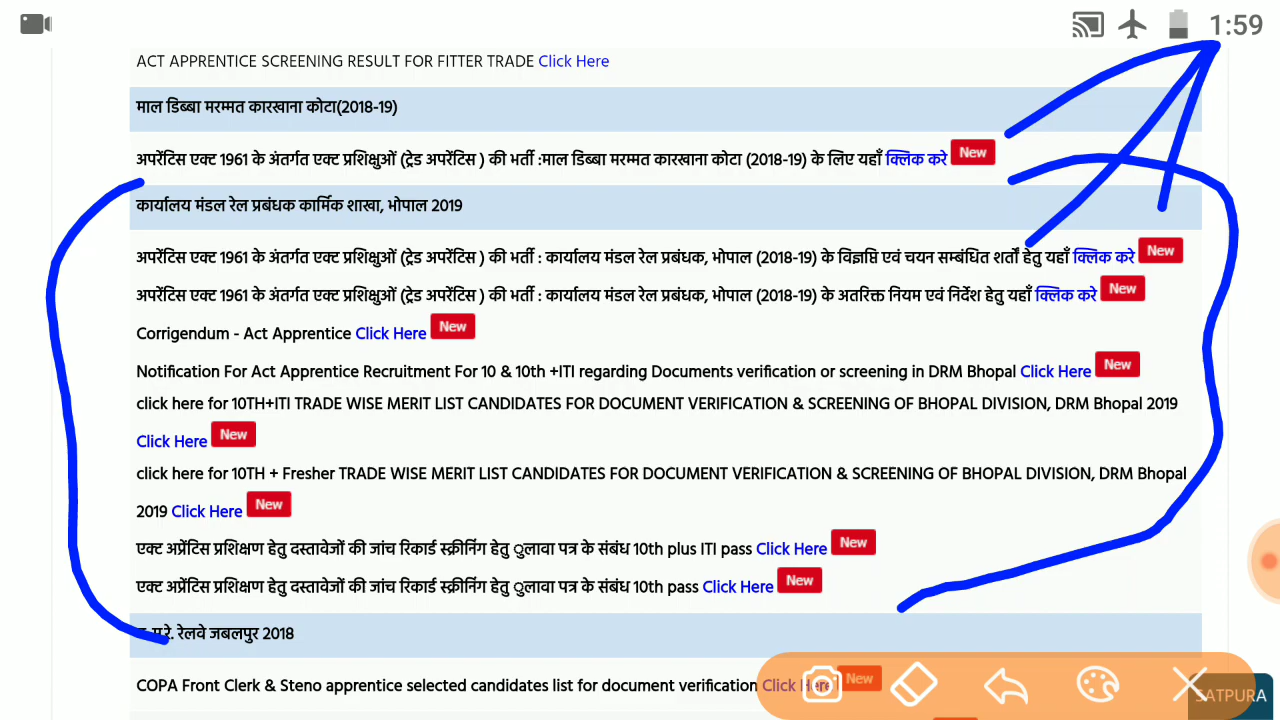 1:59
ACT APPRENTICE SCREENING RESULT FOR FITTER TRADE Click Here
माल डिब्बा मरम्मत कारखाना कोटा(2018-19)
अपरेंटिस एक्ट 1961 के अंतर्गत एक्ट प्रशिक्षुओं (ट्रेड अपरेंटिस ) की भर्ती :माल डिब्बा मरम्मत कारखाना कोटा (2018-19) के लिए यहाँ क्लिक करे New
कार्यालय मंडल रेल प्रबंधक कार्मिक शाखा, भोपाल 2019
अपरेंटिस एक्ट 1961 के अंतर्गत एक्ट प्रशिक्षुओं (ट्रेड अपरेंटिस ) की भर्ती : कार्यालय मंडल रेल प्रबंधक, भोपाल (2018-19) के विज्ञप्ति एवं चयन सम्बंधित शर्तों हेतु यहाँ क्लिक करे New
अपरेंटिस एक्ट 1961 के अंतर्गत एक्ट प्रशिक्षुओं (ट्रेड अपरेंटिस ) की भर्ती : कार्यालय मंडल रेल प्रबंधक, भोपाल (2018-19) के अतरिक्त नियम एवं निर्देश हेतु यहाँ क्लिक करे New
Corrigendum - Act Apprentice Click Here New
Notification For Act Apprentice Recruitment For 10 & 10th +ITI regarding Documents verification or screening in DRM Bhopal Click Here New
click here for 10TH+ITI TRADE WISE MERIT LIST CANDIDATES FOR DOCUMENT VERIFICATION & SCREENING OF BHOPAL DIVISION, DRM Bhopal 2019
Click Here New
click here for 10TH + Fresher TRADE WISE MERIT LIST CANDIDATES FOR DOCUMENT VERIFICATION & SCREENING OF BHOPAL DIVISION, DRM Bhopal
2019 Click Here New
एक्ट अप्रेंटिस प्रशिक्षण हेतु दस्तावेजों की जांच रिकार्ड स्क्रीनिंग हेतु ुलावा पत्र के संबंध 10th plus ITI pass Click Here New
एक्ट अप्रेंटिस प्रशिक्षण हेतु दस्तावेजों की जांच रिकार्ड स्क्रीनिंग हेतु ुलावा पत्र के संबंध 10th pass Click Here New
रेलवे जबलपुर 2018
COPA Front Clerk & Steno apprentice selected candidates list for document verification Click Here New
SATPURA